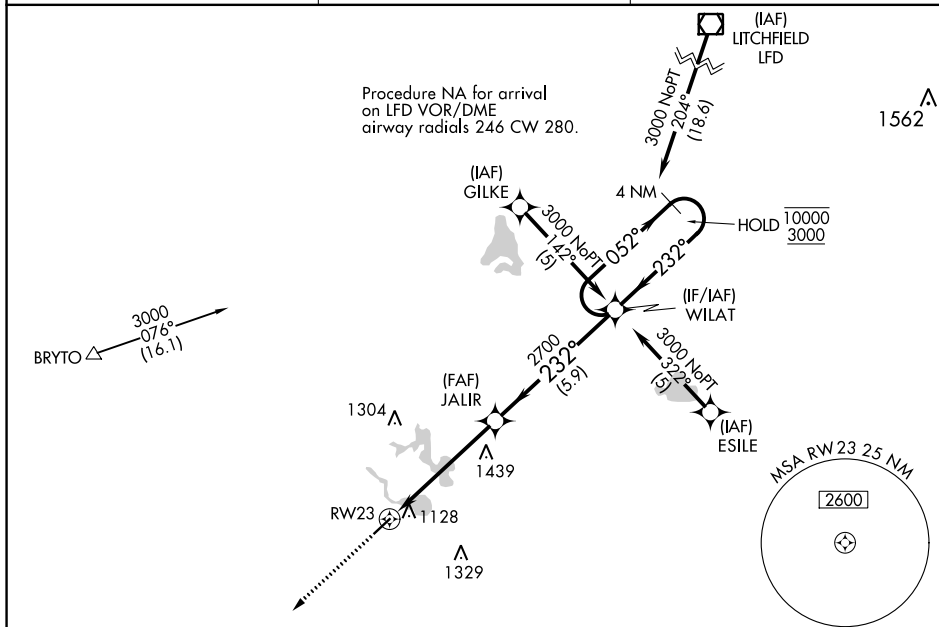 (IAF)
LITCHFIELD
LFD
Procedure NA for arrival
on LFD VOR/DME
airway radials 246 CW 280.
3000 NoPT
204°
(18.6)
1562
(IAF)
GILKE
4 NM
3000 NoPT
142°
(5)
052°
232°
HOLD 10000
3000
(IF/IAF)
WILAT
3000
076°
(16.1)
BRYTO
2700
232°
(5.9)
3000 NoPT
322°
(5)
(FAF)
JALIR
1304
(IAF)
ESILE
1439
MSA RW 23 25 NM
2600
RW23
1128
1329